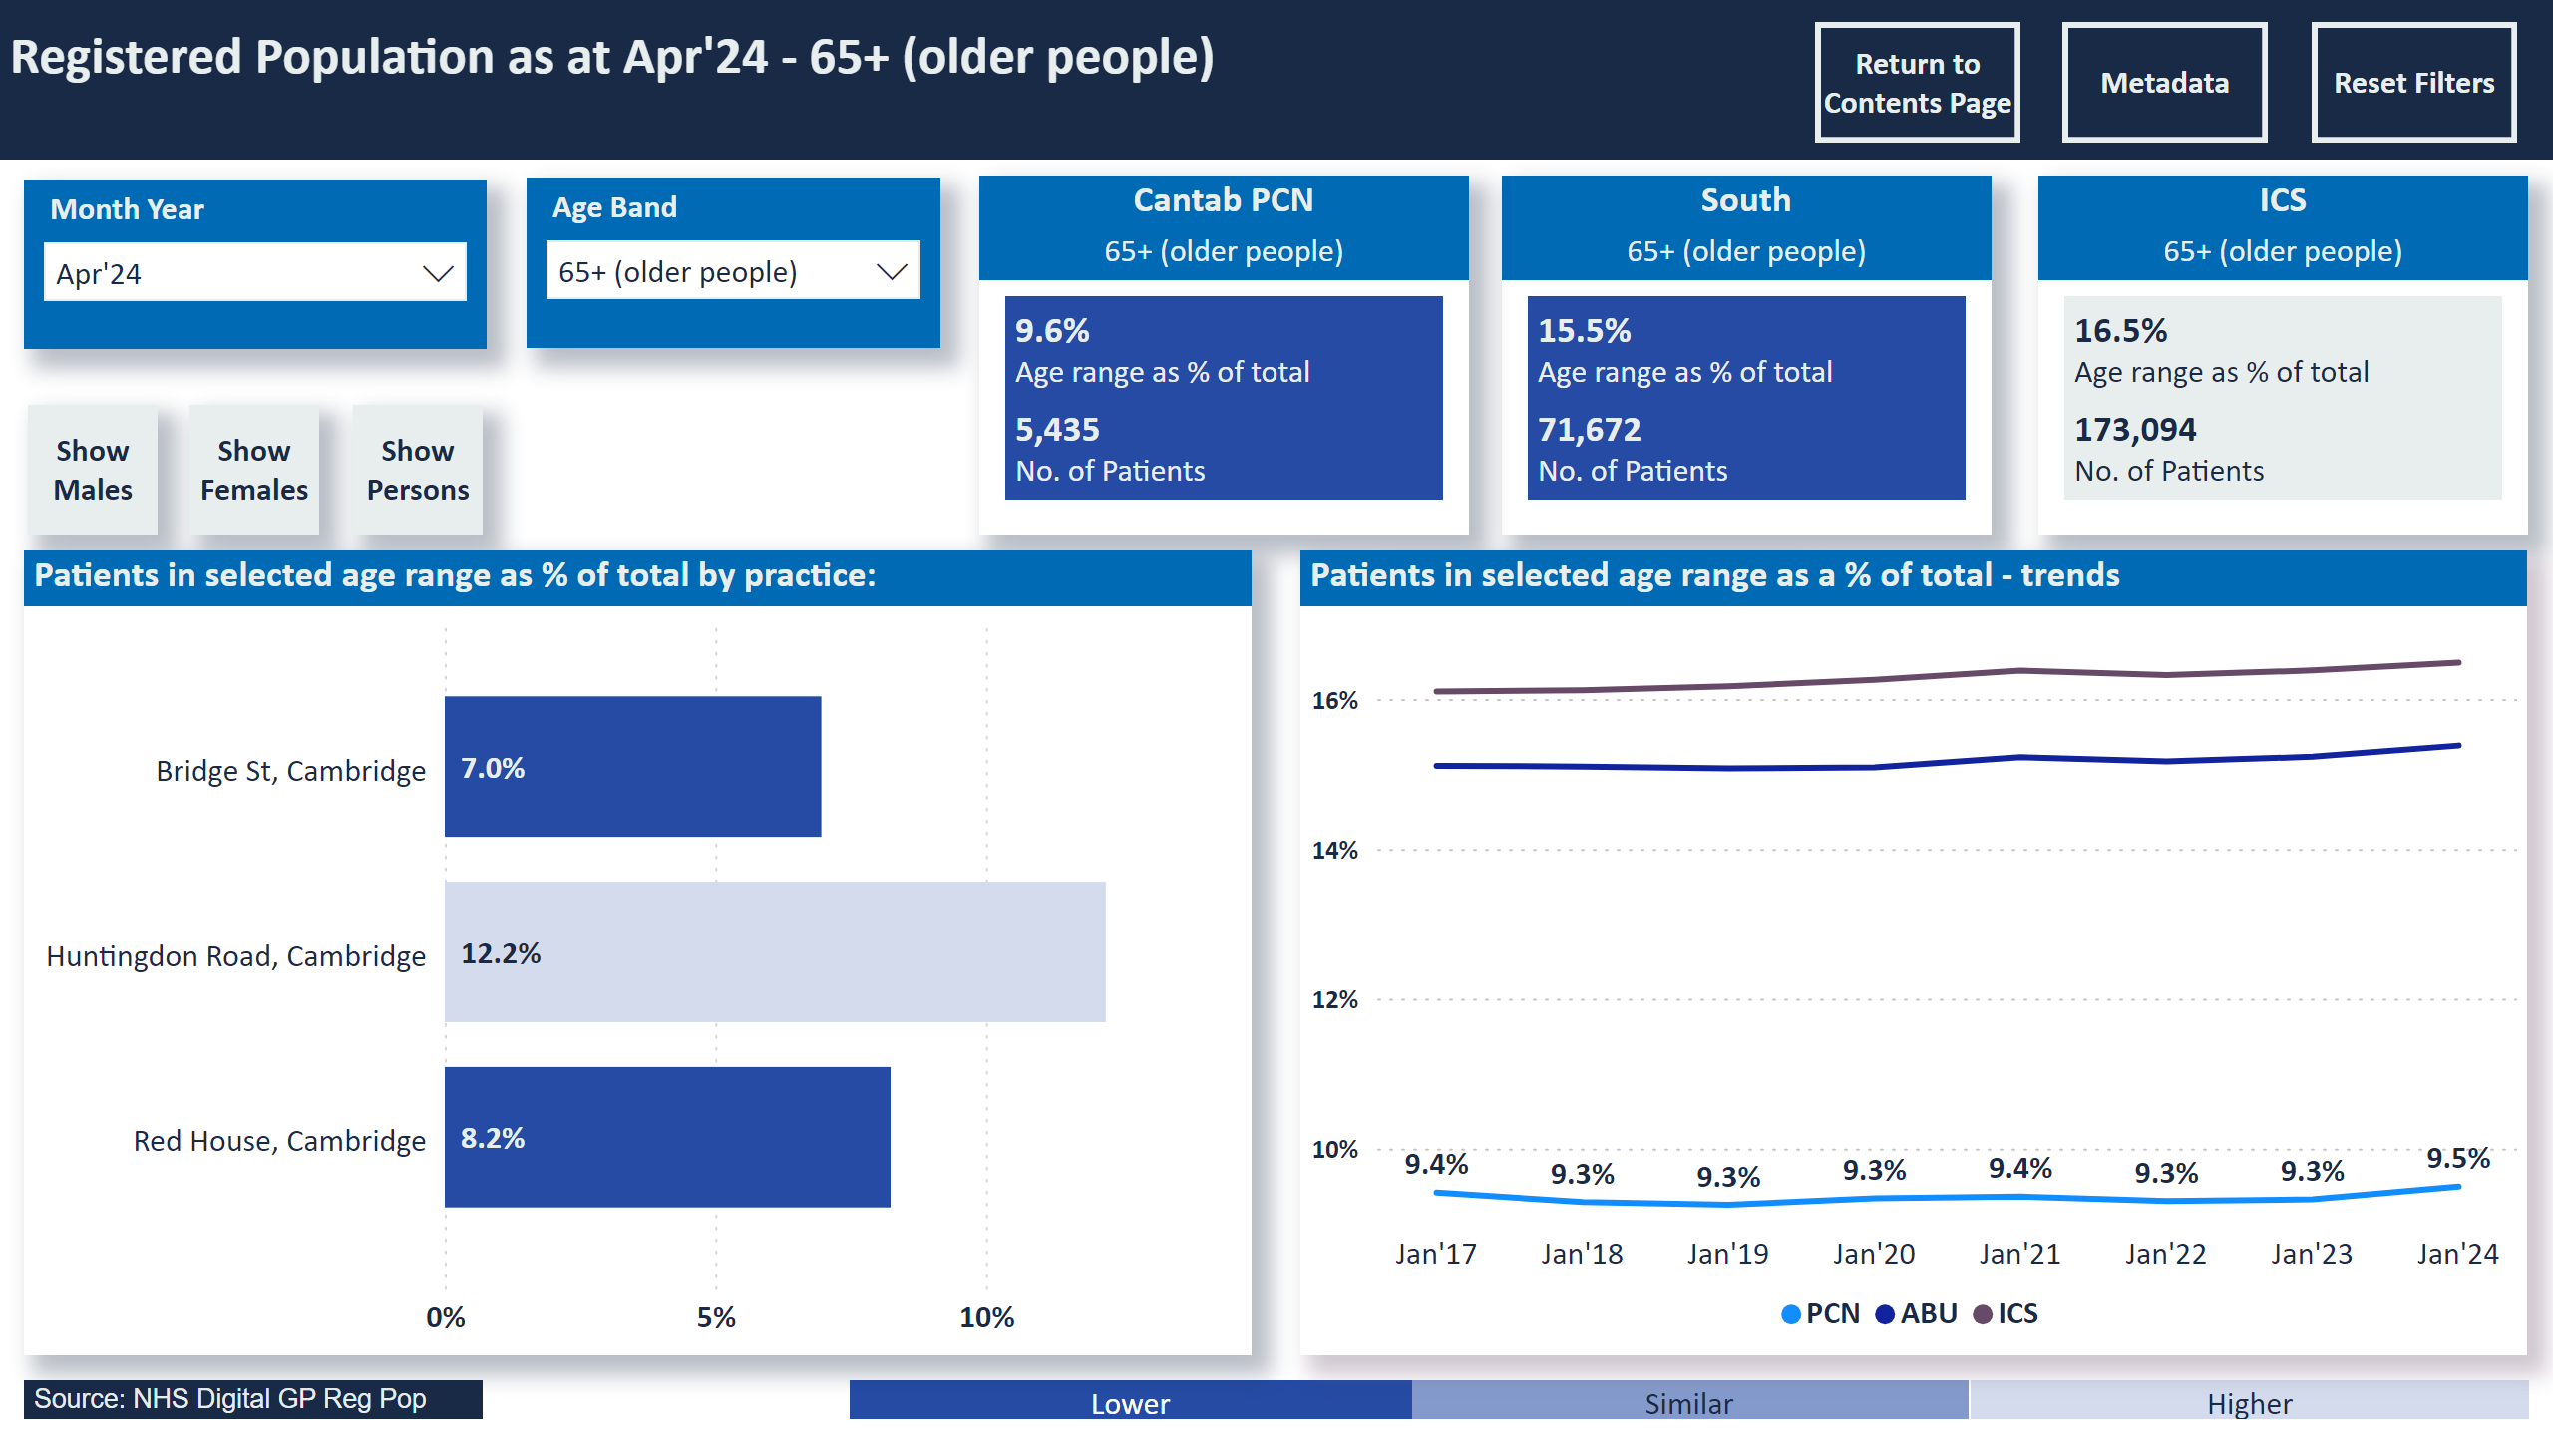 Registered Population as at Apr'24 - 65+ (older people)
Return to
Contents Page
Metadata
Reset Filters
Month Year
Apr'24
Age Band
65+ (older people)
Cantab PCN
65+ (older people)
9.6%
Age range as % of total
5,435
No. of Patients
South
65+ (older people)
15.5%
Age range as % of total
71,672
No. of Patients
ICS
65+ (older people)
16.5%
Age range as % of total
173,094
No. of Patients
Show
Males
Show
Females
Show
Persons
Patients in selected age range as % of total by practice:
Bridge St, Cambridge
7.0%
Huntingdon Road, Cambridge
12.2%
Red House, Cambridge
8.2%
0%
5%
10%
Patients in selected age range as a % of total - trends
16%
14%
12%
10%
9.4%
9.3%
9.3%
9.3%
9.4%
9.3%
9.3%
9.5%
Jan'17
Jan'18
Jan'19
Jan'20
Jan'21
Jan'22
Jan'23
Jan'24
PCN
ABU
ICS
Source: NHS Digital GP Reg Pop
Lower
Similar
Higher